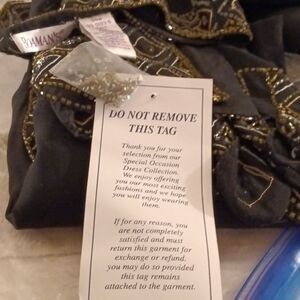 ROAMAN'S
DO NOT REMOVE
THIS TAG
Thank you for your
selection from our
Special Occasion
Dress Collection.
We enjoy offering
you our most exciting
fashions and we hope
you will enjoy wearing
them.
If for any reason, you
are not completely
satisfied and must
return this garment for
exchange or refund,
you may do so provided
this tag remains
attached to the garment.